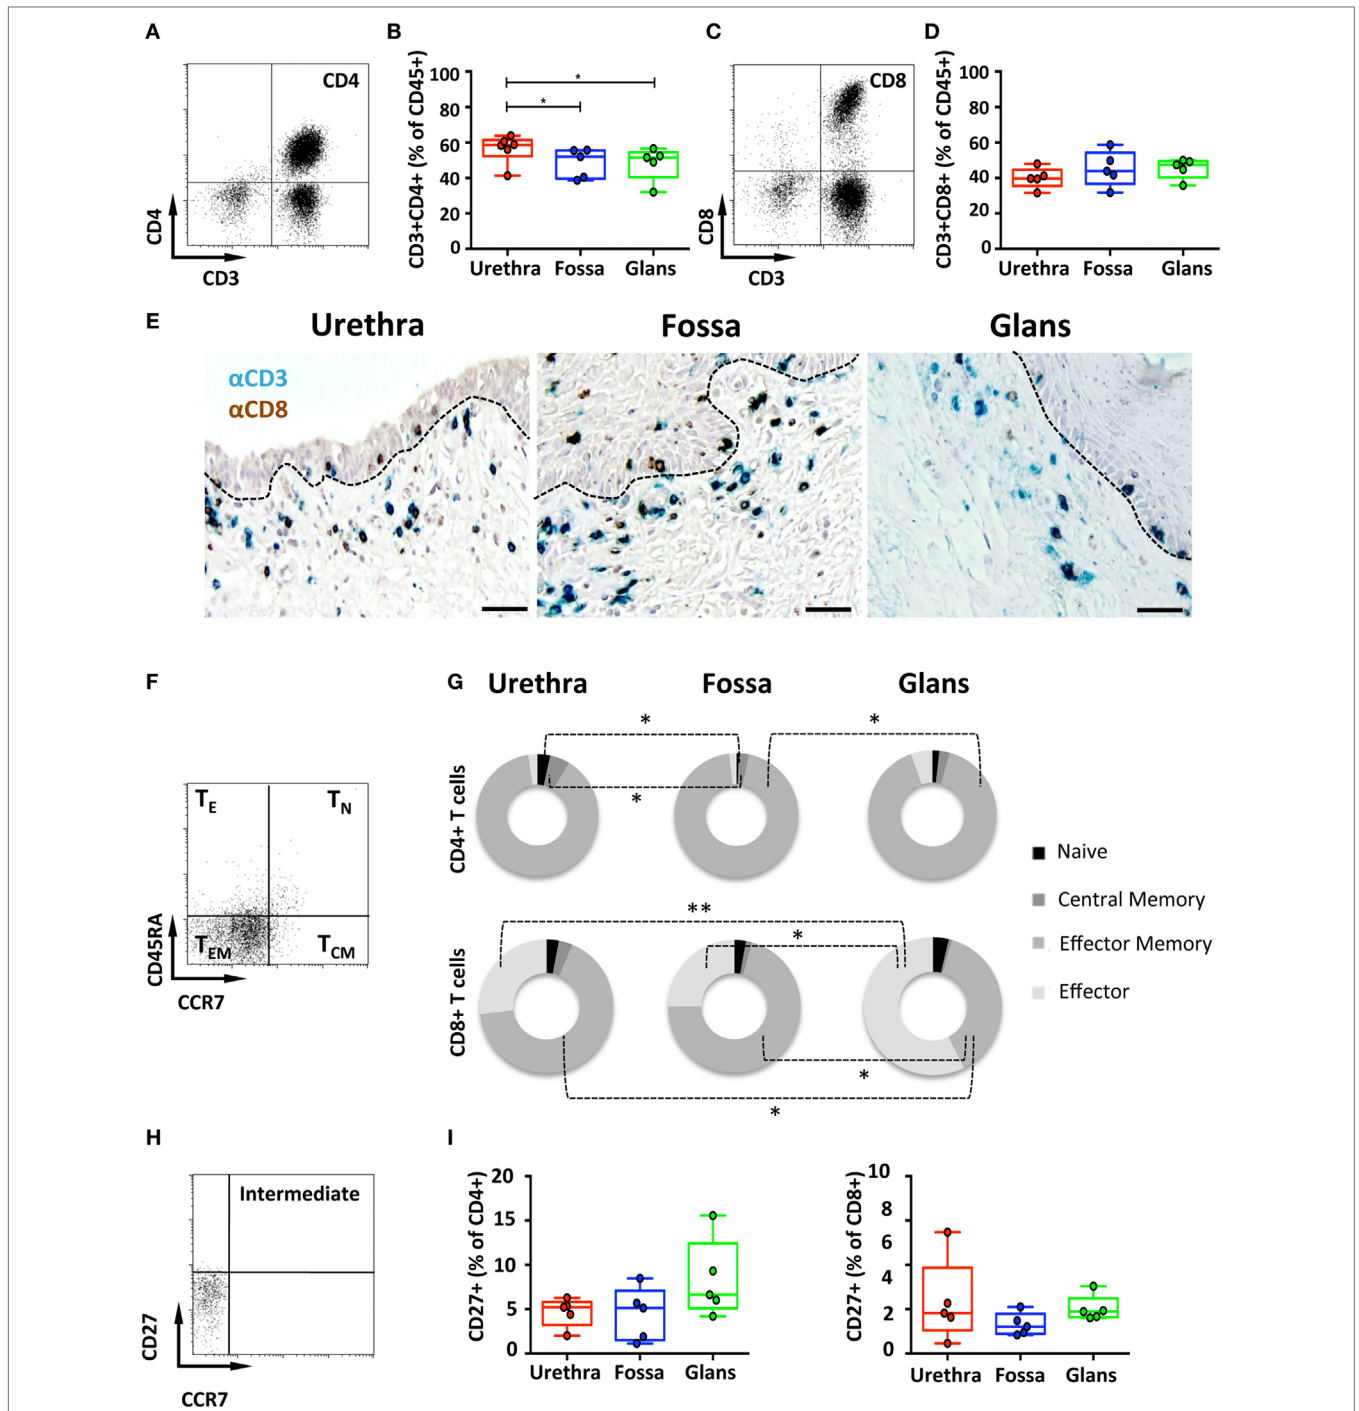 A
CD4
CD4
CD3
B
CD3+CD4+ (% of CD45+)
100
80
60
40
20
0
*
*
Urethra
Fossa
Glans
C
CD8
CD8
CD3
D
CD3+CD8+ (% of CD45+)
100
80
60
40
20
0
Urethra
Fossa
Glans
E
Urethra
Fossa
Glans
αCD3
αCD8
F
TE
TN
TEM
TCM
CD45RA
CCR7
G
Urethra
Fossa
Glans
CD4+ T cells
*
*
*
CD8+ T cells
**
*
*
*
Naive
Central Memory
Effector Memory
Effector
H
Intermediate
CD27
CCR7
I
CD27+ (% of CD4+)
20
15
10
5
0
Urethra
Fossa
Glans
CD27+ (% of CD8+)
10
8
6
4
2
0
Urethra
Fossa
Glans